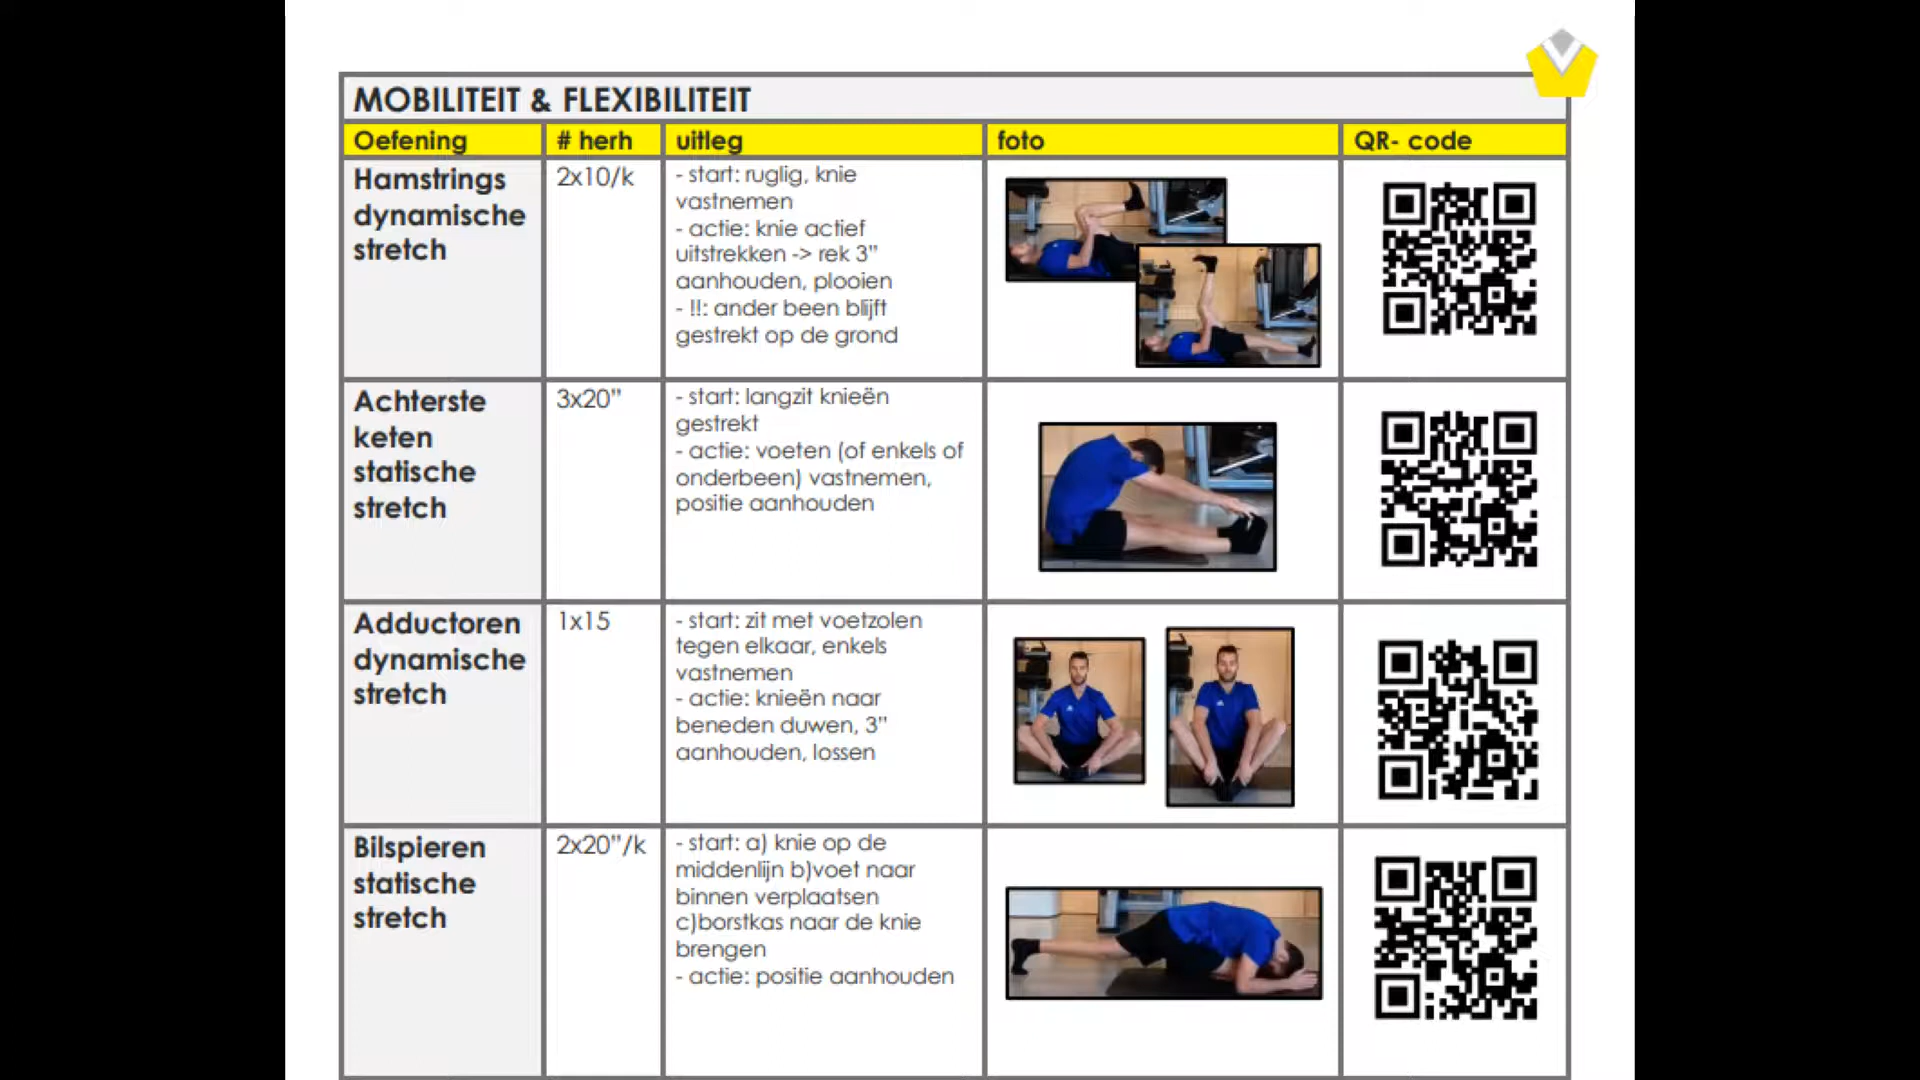 MOBILITEIT & FLEXIBILITEIT
Oefening # herh uitleg foto QR- code
Hamstrings
dynamische
stretch
2x10/k
- start: ruglig, knie
vastnemen
- actie: knie actief
uitstrekken -> rek 3"
aanhouden, plooien
- !!: ander been blijft
gestrekt op de grond
Achterste
keten
statische
stretch
3x20"
- start: langzit knieën
gestrekt
- actie: voeten (of enkels of
onderbeen) vastnemen,
positie aanhouden
Adductoren
dynamische
stretch
1x15
- start: zit met voetzolen
tegen elkaar, enkels
vastnemen
- actie: knieën naar
beneden duwen, 3"
aanhouden, lossen
Bilspieren
statische
stretch
2x20"/k
- start: a) knie op de
middenlijn b)voet naar
binnen verplaatsen
c)borstkas naar de knie
brengen
- actie: positie aanhouden